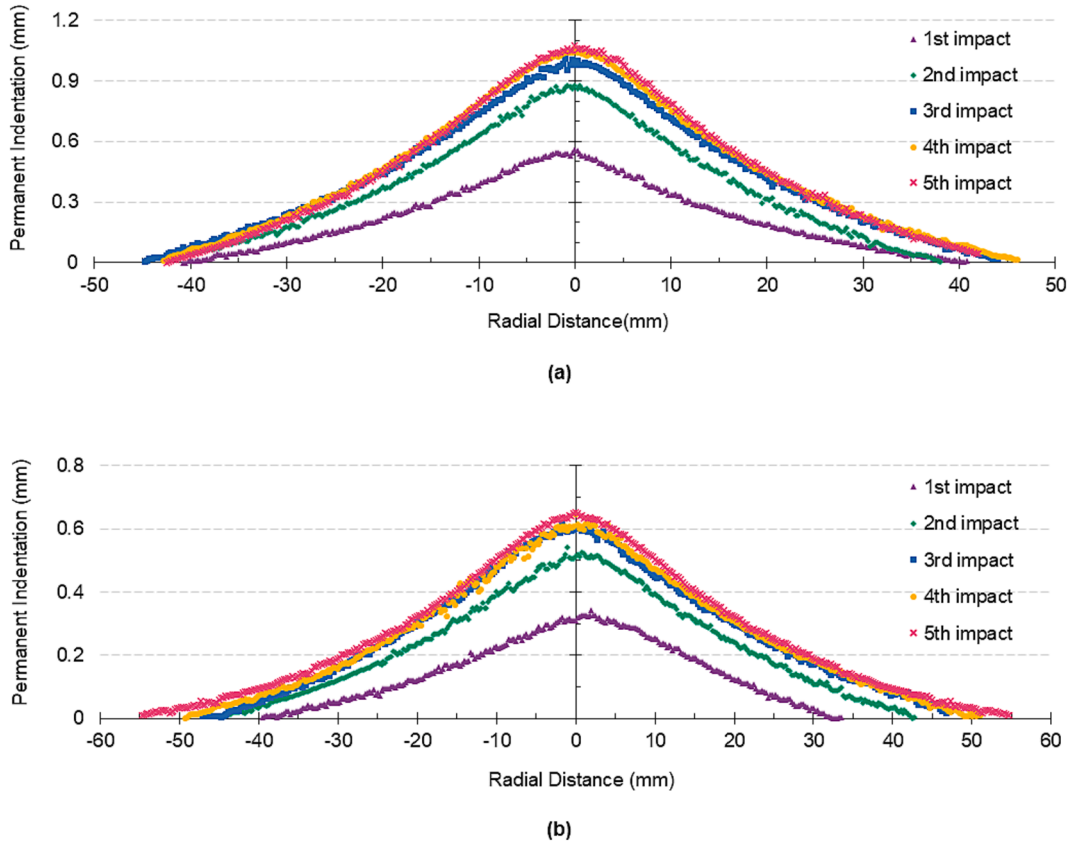 Permanent Indentation (mm)
1.2
0.9
0.6
0.3
0
1st impact
2nd impact
3rd impact
4th impact
5th impact
-50 -40 -30 -20 -10 0 10 20 30 40 50
Radial Distance(mm)
(a)
Permanent Indentation (mm)
0.8
0.6
0.4
0.2
0
1st impact
2nd impact
3rd impact
4th impact
5th impact
-60 -50 -40 -30 -20 -10 0 10 20 30 40 50 60
Radial Distance (mm)
(b)